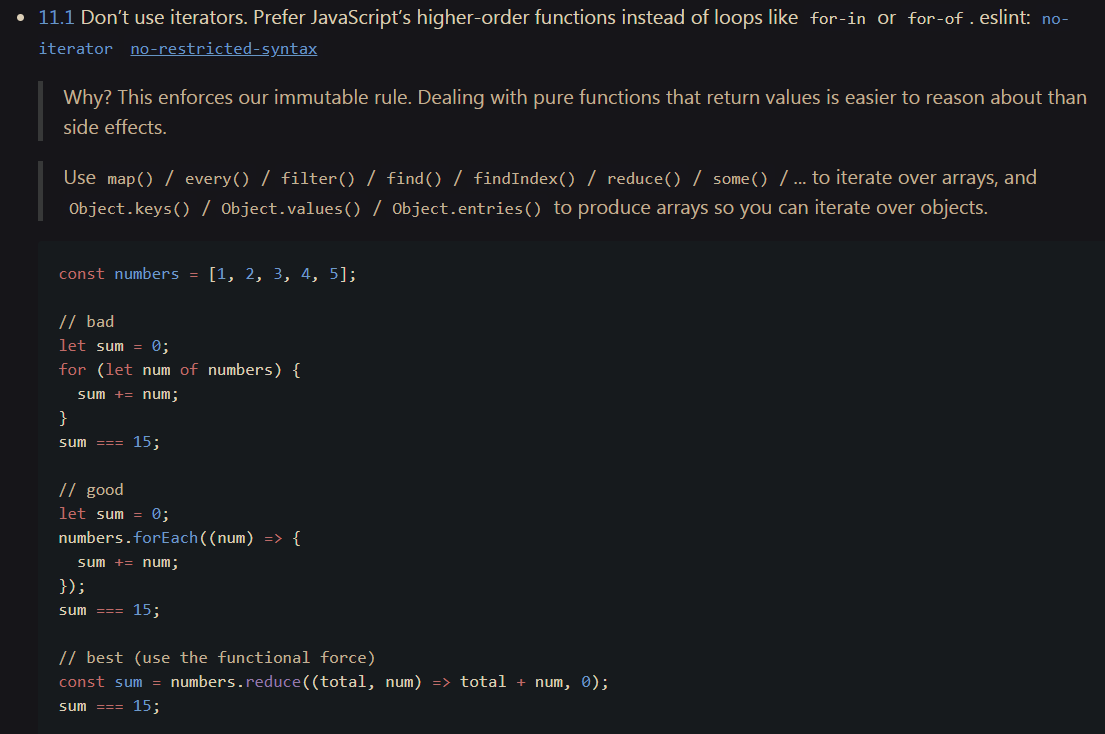 11.1 Don’t use iterators. Prefer JavaScript’s higher-order functions instead of loops like for-in or for-of . eslint: no-
iterator no-restricted-syntax
Why? This enforces our immutable rule. Dealing with pure functions that return values is easier to reason about than
side effects.
Use map() / every() / filter() / find() / findIndex() / reduce() / some() / ... to iterate over arrays, and
Object.keys() / Object.values() / Object.entries() to produce arrays so you can iterate over objects.
const numbers = [1, 2, 3, 4, 5];
// bad
let sum = 0;
for (let num of numbers) {
  sum += num;
}
sum === 15;
// good
let sum = 0;
numbers.forEach((num) => {
  sum += num;
});
sum === 15;
// best (use the functional force)
const sum = numbers.reduce((total, num) => total + num, 0);
sum === 15;